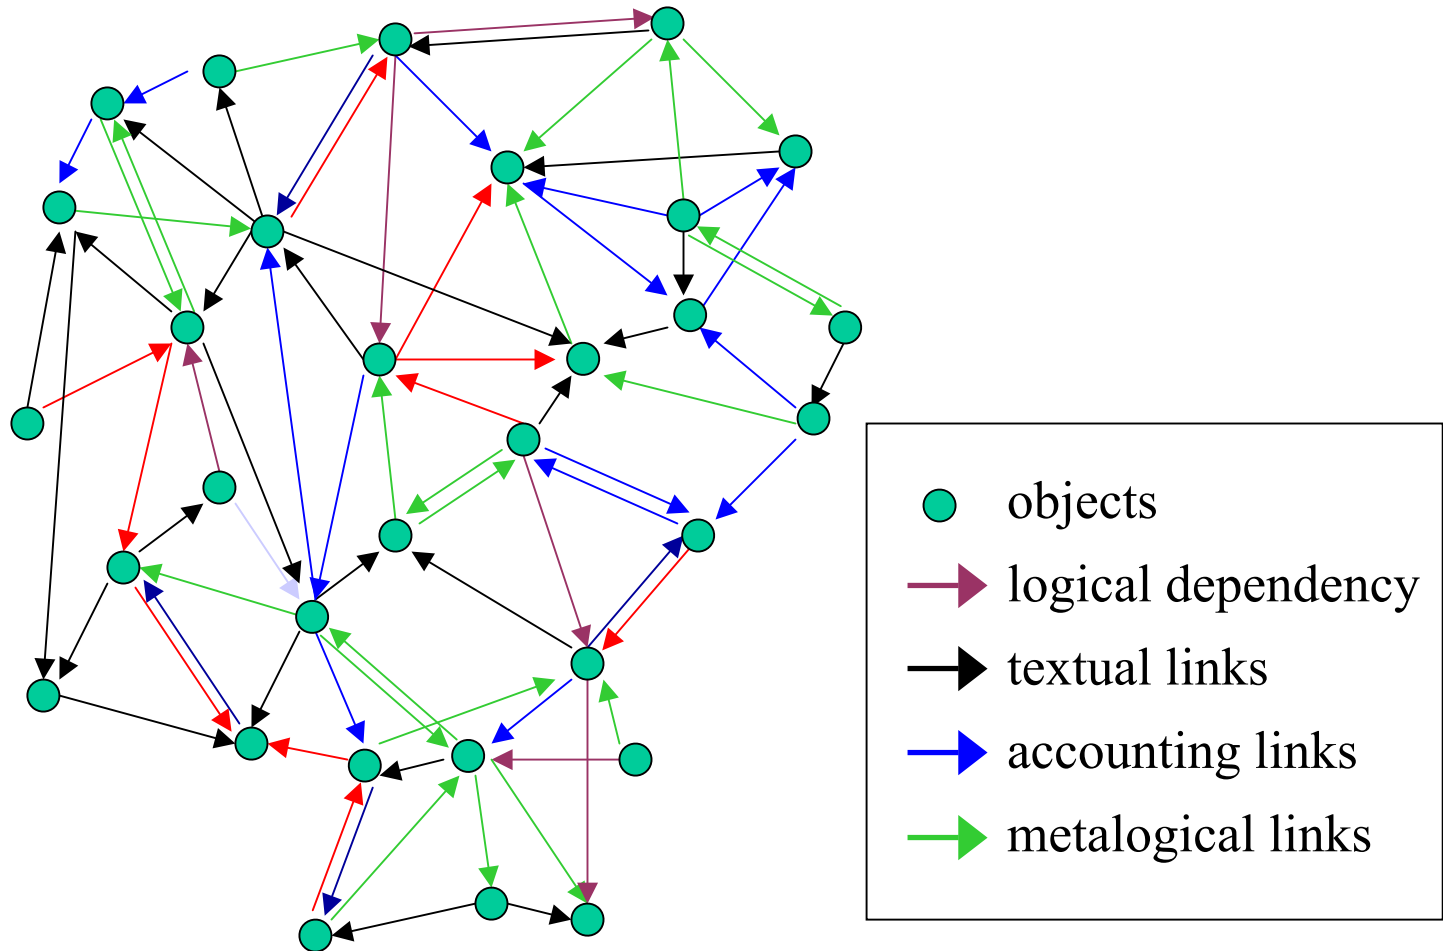 objects
logical dependency
textual links
accounting links
metalogical links